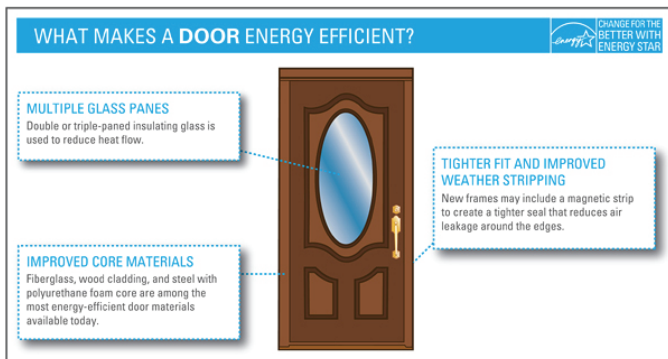 WHAT MAKES A DOOR ENERGY EFFICIENT?
energy
CHANGE FOR THE
BETTER WITH
ENERGY STAR
MULTIPLE GLASS PANES
Double or triple-paned insulating glass is
used to reduce heat flow.
TIGHTER FIT AND IMPROVED
WEATHER STRIPPING
New frames may include a magnetic strip
to create a tighter seal that reduces air
leakage around the edges.
IMPROVED CORE MATERIALS
Fiberglass, wood cladding, and steel with
polyurethane foam core are among the
most energy-efficient door materials
available today.